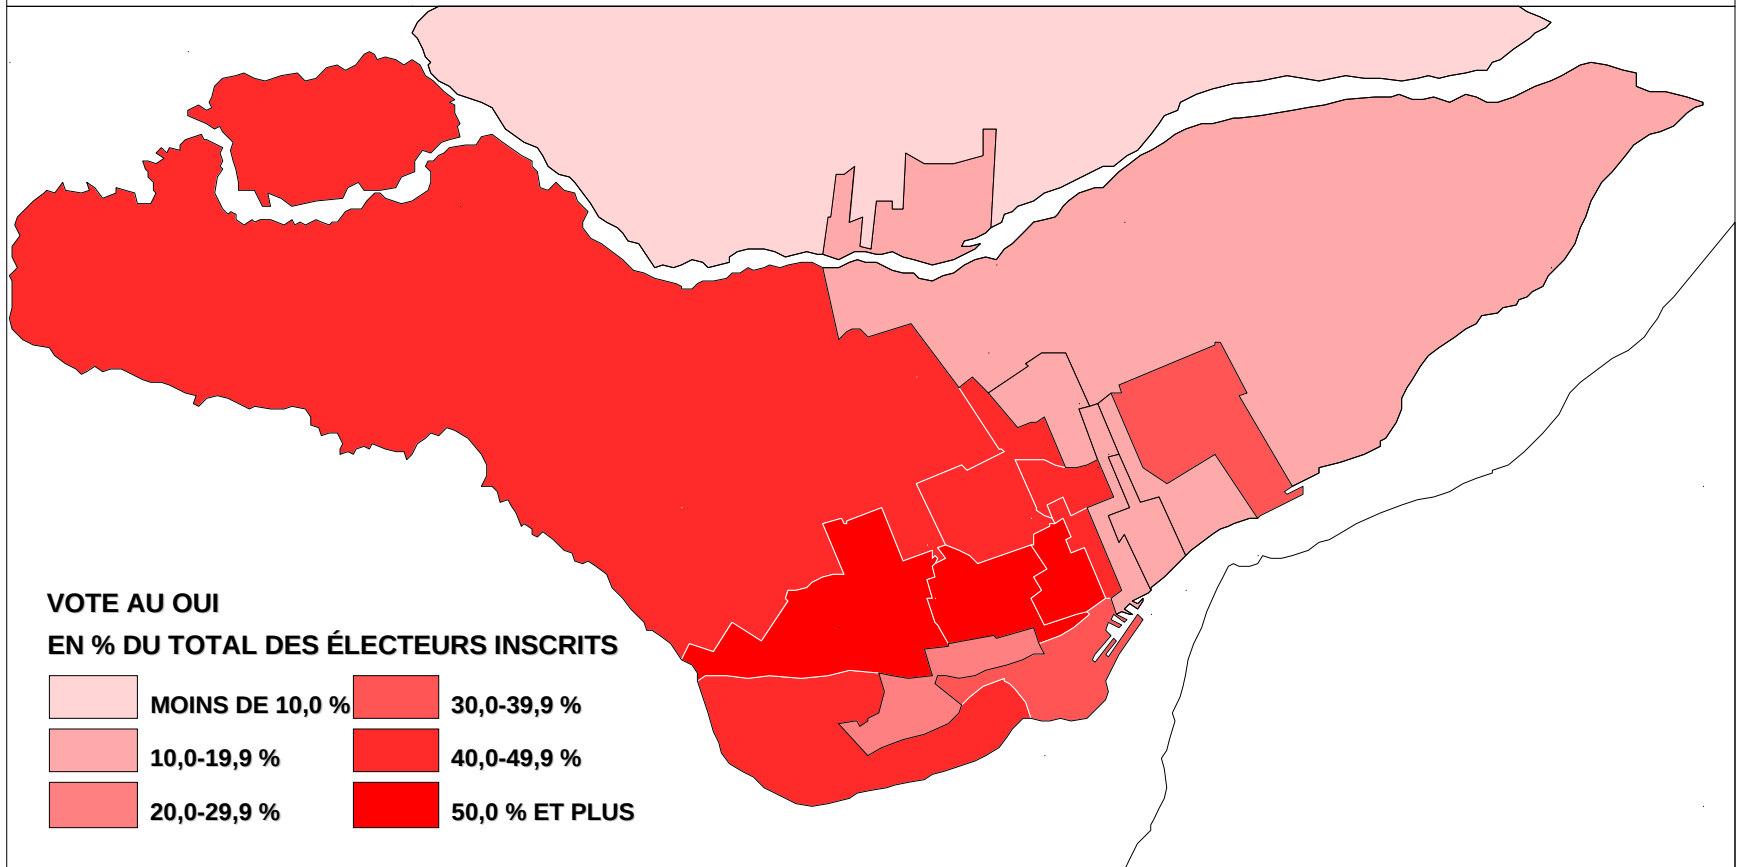 VOTE AU OUI
EN % DU TOTAL DES ÉLECTEURS INSCRITS
MOINS DE 10,0 %
30,0-39,9 %
10,0-19,9 %
40,0-49,9 %
20,0-29,9 %
50,0 % ET PLUS